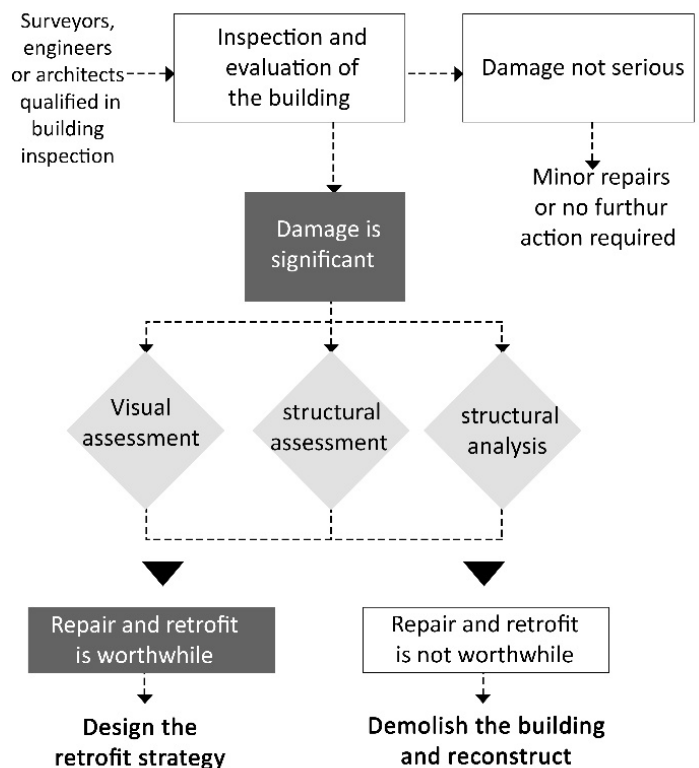 Surveyors,
engineers
or architects
qualified in
building
inspection
Inspection and
evaluation of
the building
Damage not serious
Minor repairs
or no furthur
action required
Damage is
significant
Visual
assessment
structural
assessment
structural
analysis
Repair and retrofit
is worthwhile
Repair and retrofit
is not worthwhile
Design the
retrofit strategy
Demolish the building
and reconstruct